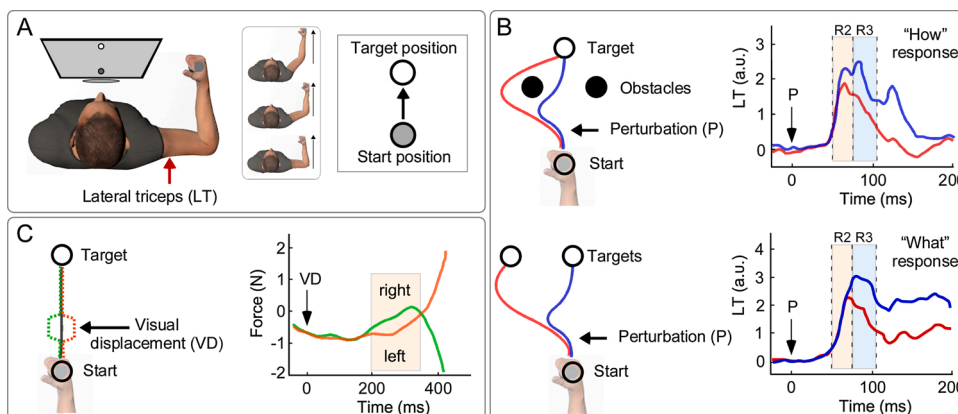 A
Target position
Start position
Lateral triceps (LT)
B
Target
Obstacles
Perturbation (P)
Start
LT (a.u.)
3
2
1
0
P
R2
R3
“How”
response
0
100
200
Time (ms)
Targets
Perturbation (P)
Start
LT (a.u.)
4
3
2
1
0
P
R2
R3
“What”
response
0
100
200
Time (ms)
C
Target
Visual
displacement (VD)
Start
Force (N)
2
1
0
-1
-2
VD
right
left
0
200
400
Time (ms)